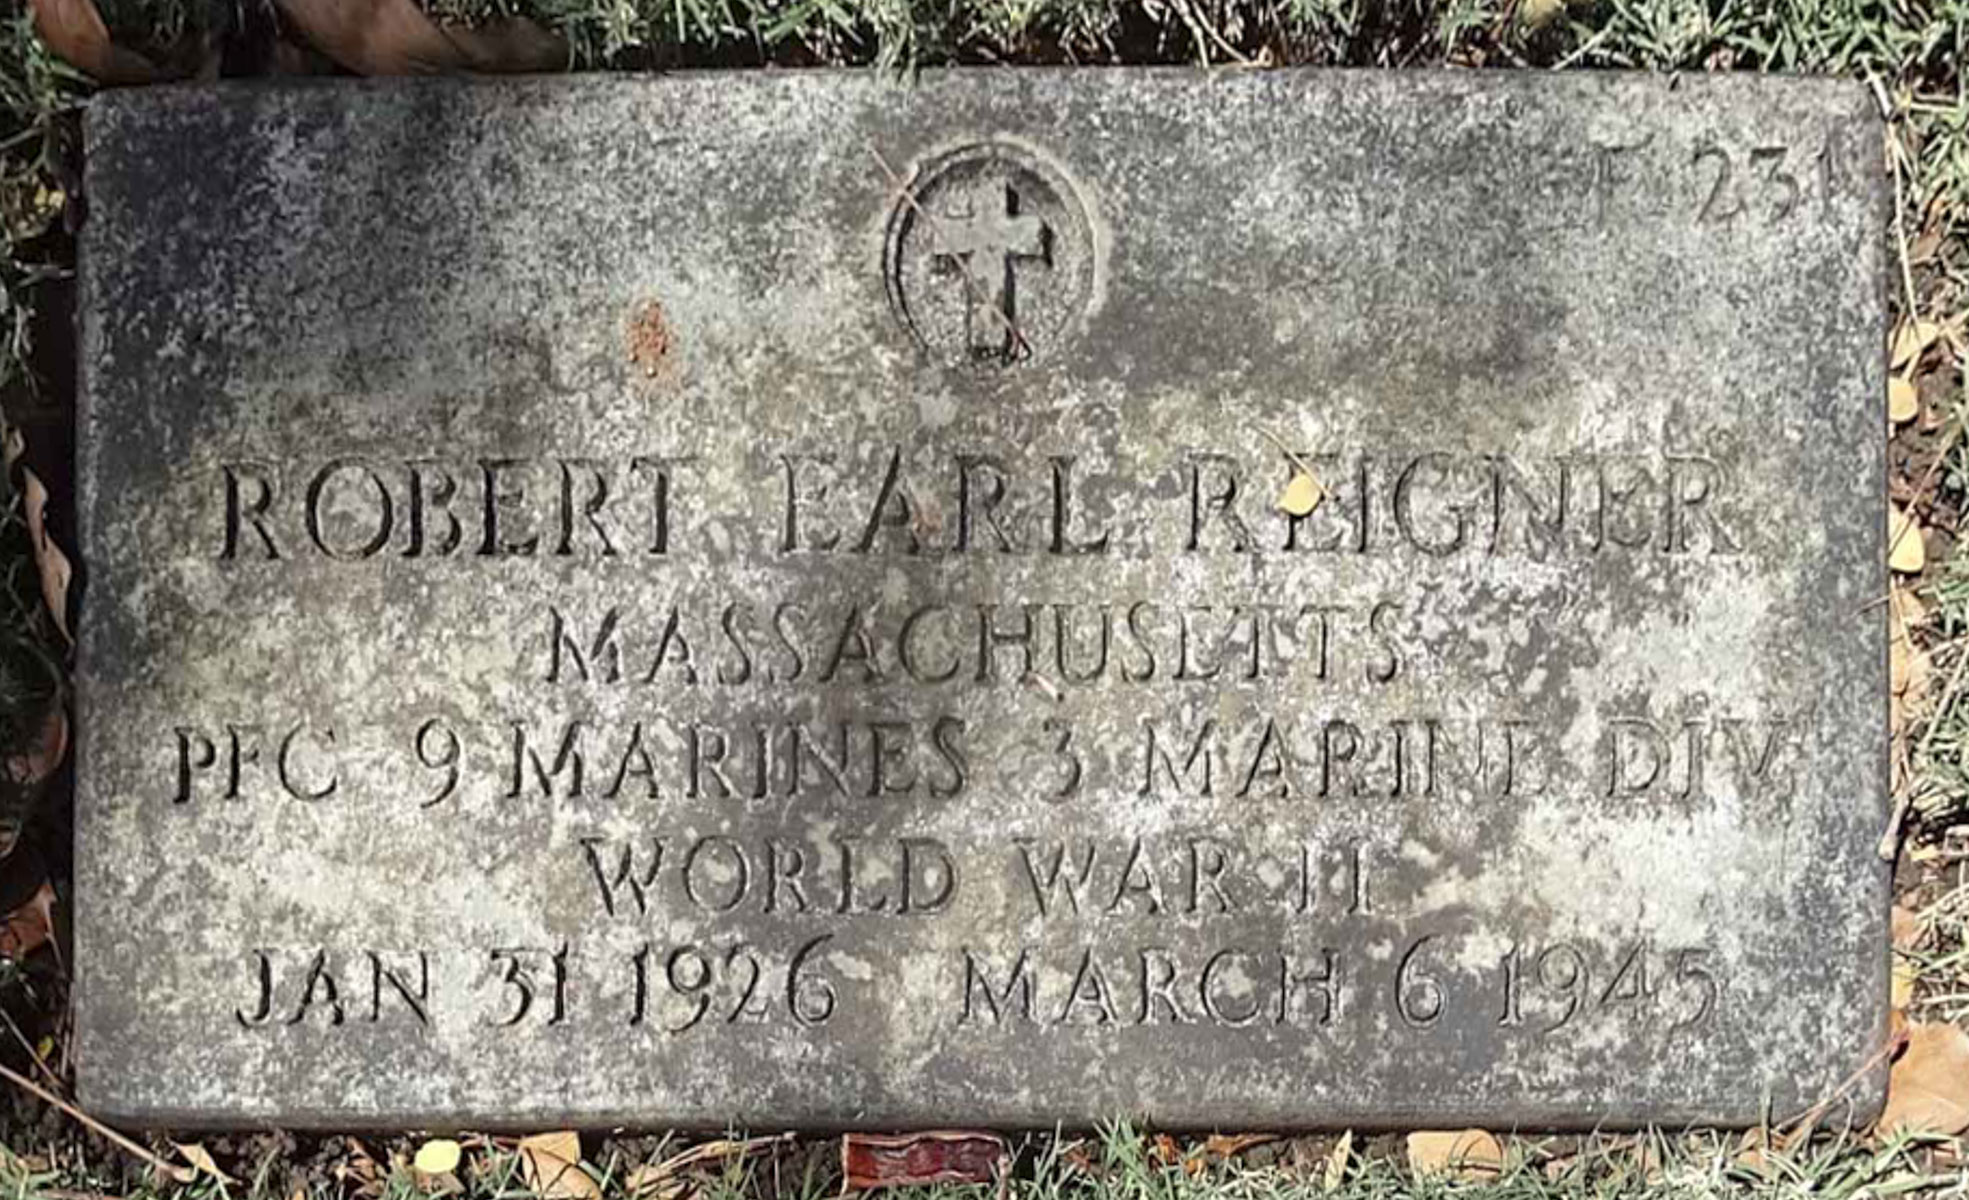 F 231
ROBERT EARL REIGNER
MASSACHUSETTS
PFC 9 MARINES 3 MARINE DIV
WORLD WAR II
JAN 31 1926 MARCH 6 1945